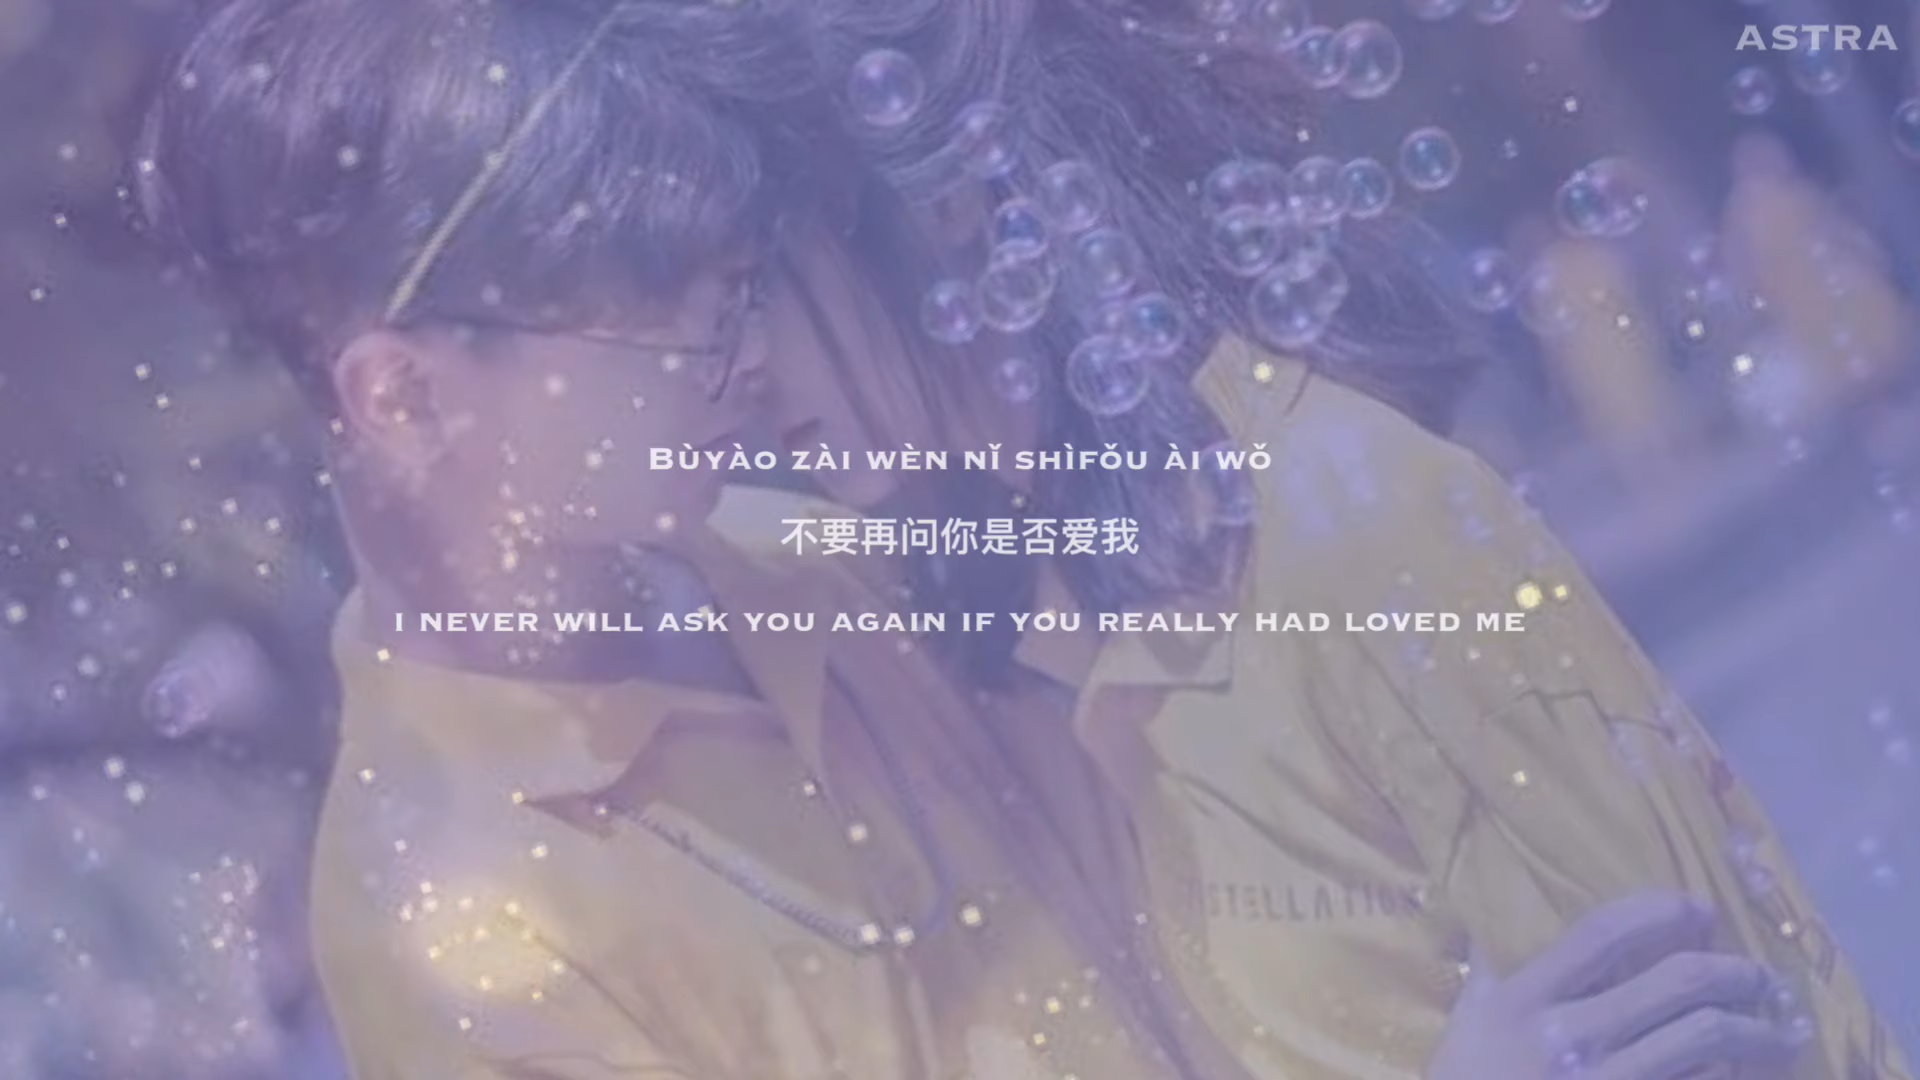 ASTRA
Bùyào zài wèn nǐ shìfǒu ài wǒ
不要再问你是否爱我
I NEVER WILL ASK YOU AGAIN IF YOU REALLY HAD LOVED ME
STELLATION